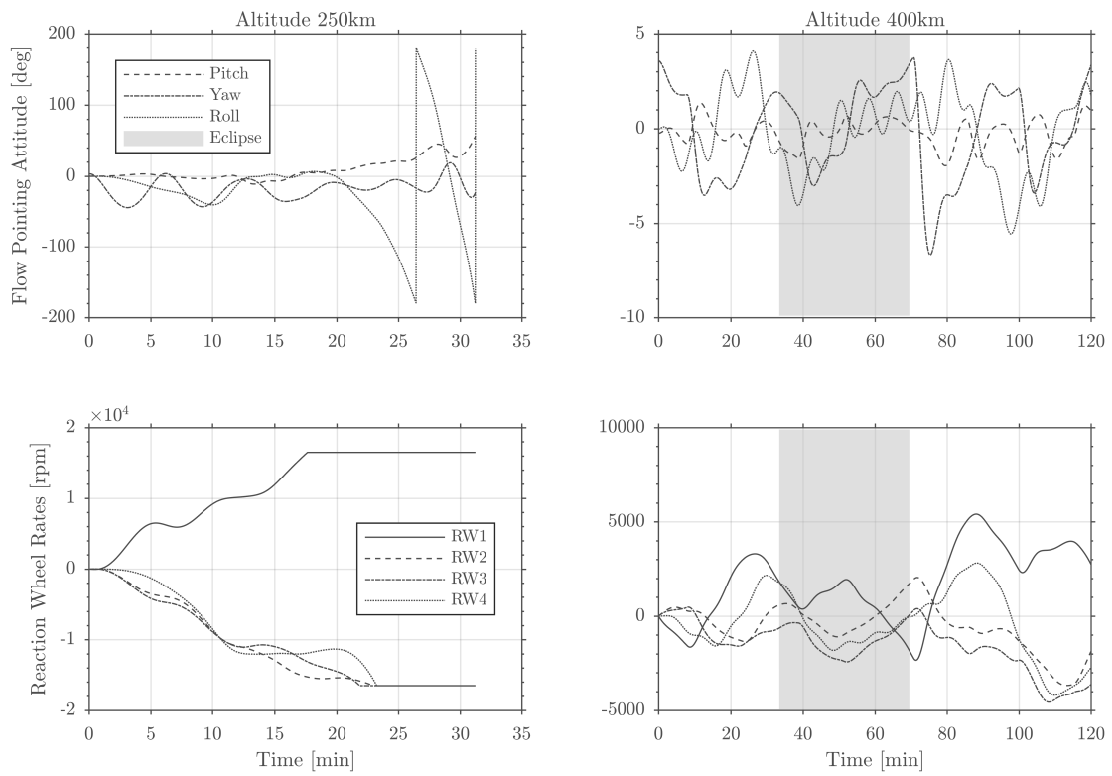 Altitude 250km
Flow Pointing Attitude [deg]
200
100
0
-100
-200
Pitch
Yaw
Roll
Eclipse
0 5 10 15 20 25 30 35
Altitude 400km
5
0
-5
-10
0 20 40 60 80 100 120
×10⁴
Reaction Wheel Rates [rpm]
2
1
0
-1
-2
RW1
RW2
RW3
RW4
0 5 10 15 20 25 30 35
Time [min]
10000
5000
0
-5000
0 20 40 60 80 100 120
Time [min]